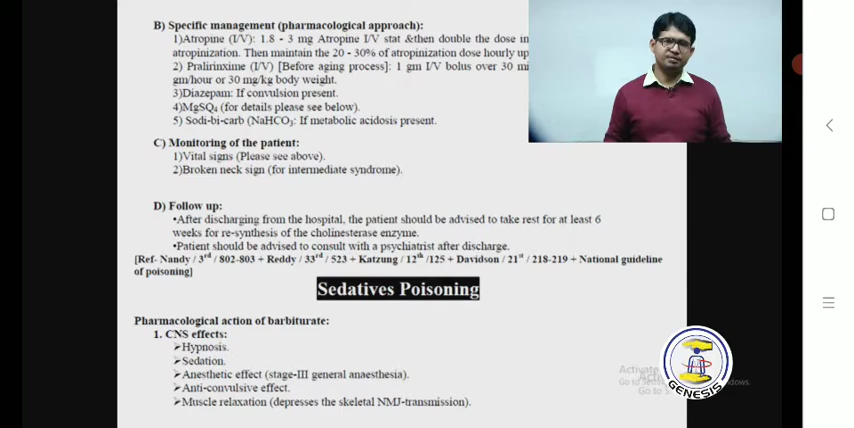 B) Specific management (pharmacological approach):
1)Atropine (I/V): 1.8 - 3 mg Atropine I/V stat &then double the dose in
atropinization. Then maintain the 20 - 30% of atropinization dose hourly up
2) Pralirinxime (I/V) [Before aging process]: 1 gm I/V bolus over 30 mi
gm/hour or 30 mg/kg body weight.
3)Diazepam: If convulsion present.
4)MgSO₄ (for details please see below).
5) Sodi-bi-carb (NaHCO₃: If metabolic acidosis present.
C) Monitoring of the patient:
1)Vital signs (Please see above).
2)Broken neck sign (for intermediate syndrome).
D) Follow up:
•After discharging from the hospital, the patient should be advised to take rest for at least 6
weeks for re-synthesis of the cholinesterase enzyme.
•Patient should be advised to consult with a psychiatrist after discharge.
[Ref- Nandy / 3rd / 802-803 + Reddy / 33rd / 523 + Katzung / 12th /125 + Davidson / 21st / 218-219 + National guideline
of poisoning]
Sedatives Poisoning
Pharmacological action of barbiturate:
1. CNS effects:
➢Hypnosis.
➢Sedation.
➢Anesthetic effect (stage-III general anaesthesia).
➢Anti-convulsive effect.
➢Muscle relaxation (depresses the skeletal NMJ-transmission).
GENESIS